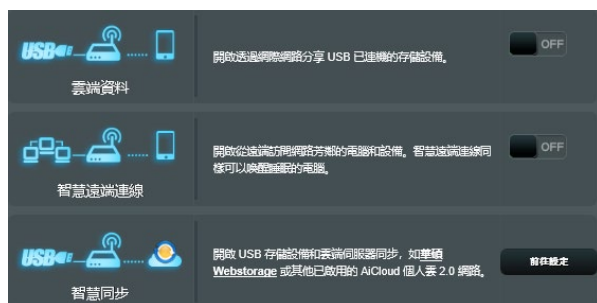 USB
開啟透過網際網路分享 USB 已連機的存儲設備。
OFF
雲端資料
開啟從遠端訪問網路芳鄰的電腦和設備。智慧遠端連線同
樣可以喚醒睡眠的電腦。
OFF
智慧遠端連線
USB
開啟 USB 存儲設備和雲端伺服器同步，如華碩
Webstorage 或其他已啟用的 AiCloud 個人雲 2.0 網路。
前往設定
智慧同步